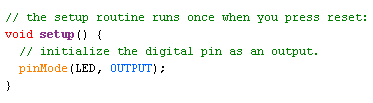 // the setup routine runs once when you press reset:
void setup() {
  // initialize the digital pin as an output.
  pinMode(LED, OUTPUT);
}